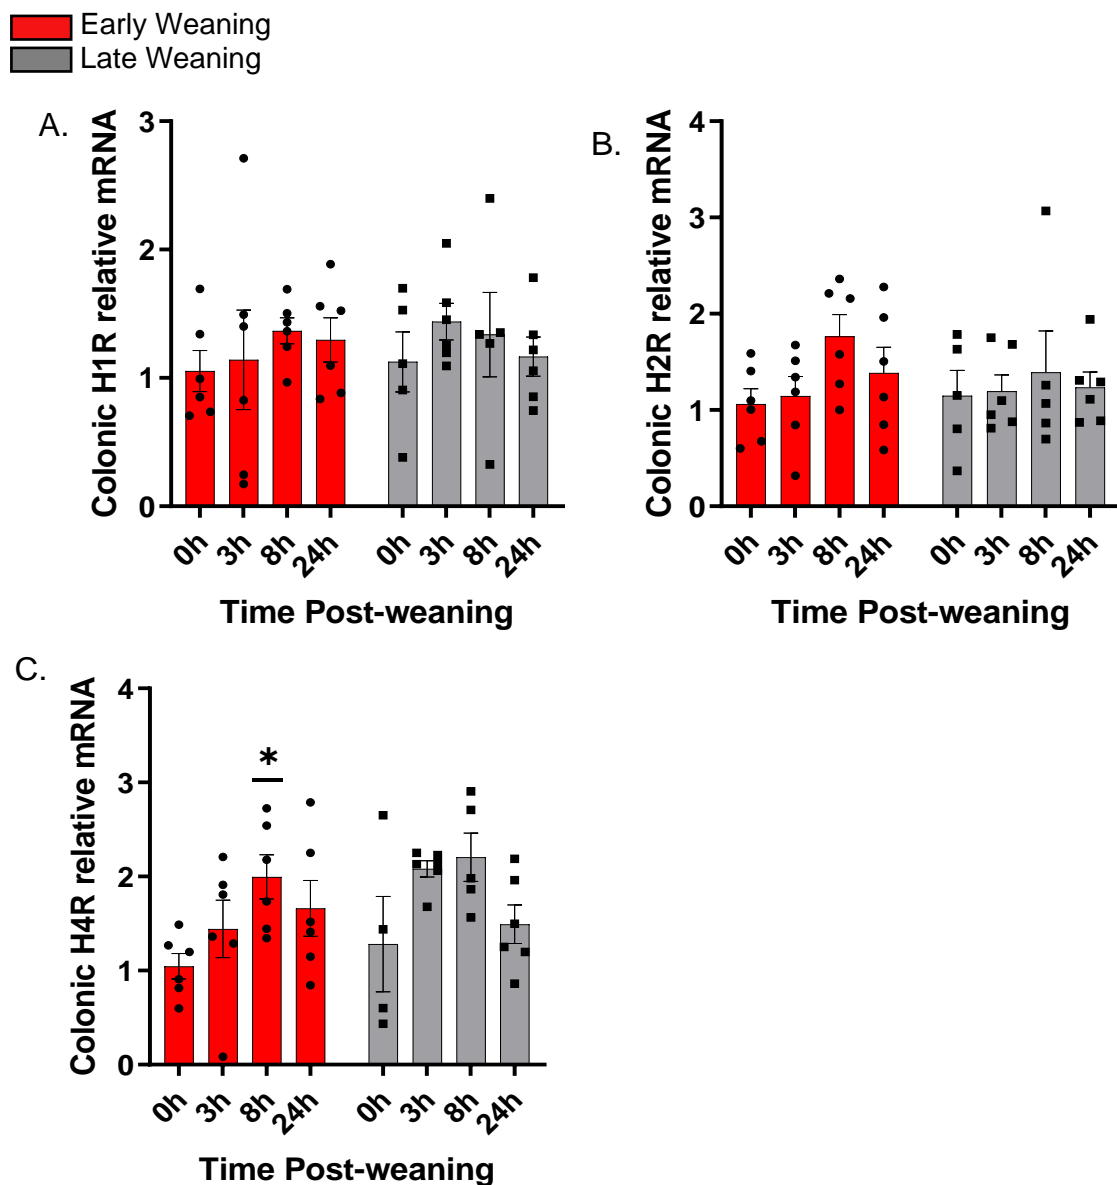 Early Weaning
Late Weaning
A.
Colonic H1R relative mRNA
3
2
1
0
0h 3h 8h 24h 0h 3h 8h 24h
Time Post-weaning
B.
Colonic H2R relative mRNA
4
3
2
1
0
0h 3h 8h 24h 0h 3h 8h 24h
Time Post-weaning
C.
Colonic H4R relative mRNA
4
3
2
1
0
*
0h 3h 8h 24h 0h 3h 8h 24h
Time Post-weaning